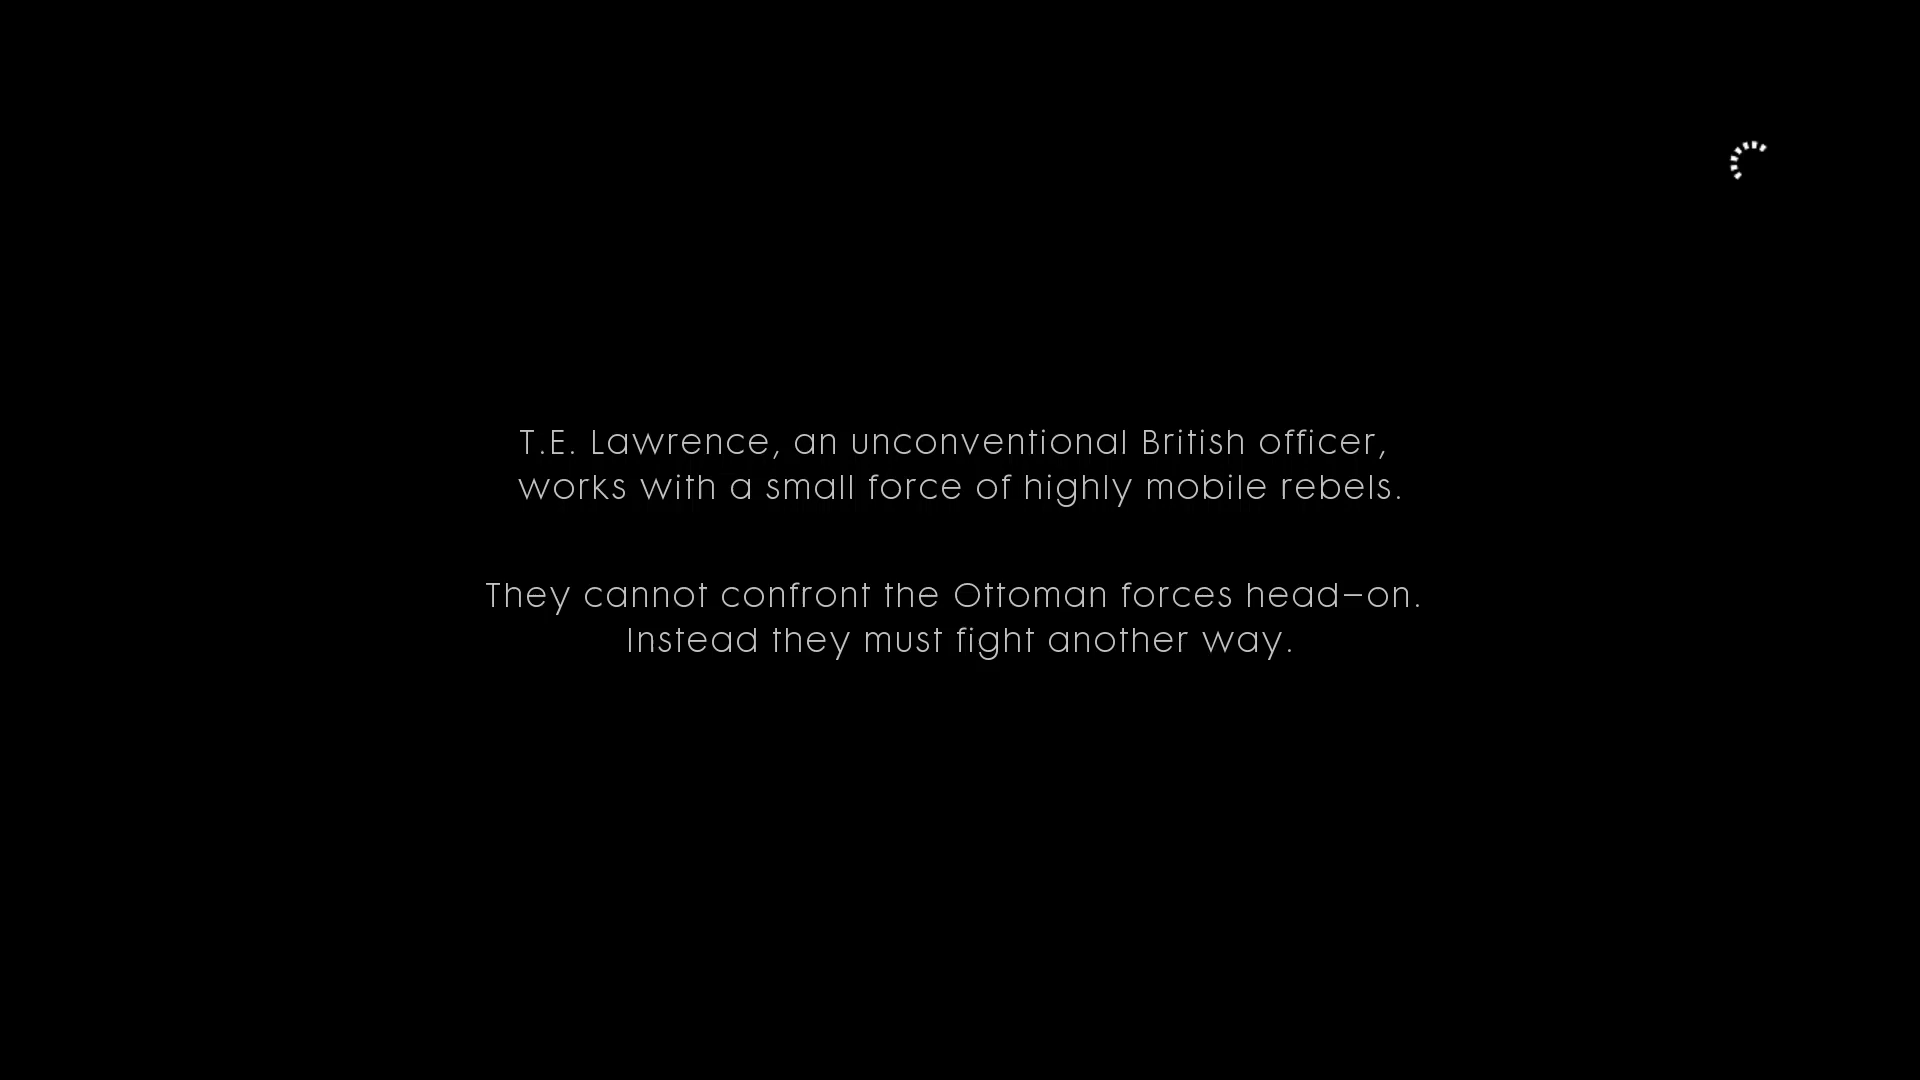 T.E. Lawrence, an unconventional British officer,
works with a small force of highly mobile rebels.
They cannot confront the Ottoman forces head-on.
Instead they must fight another way.